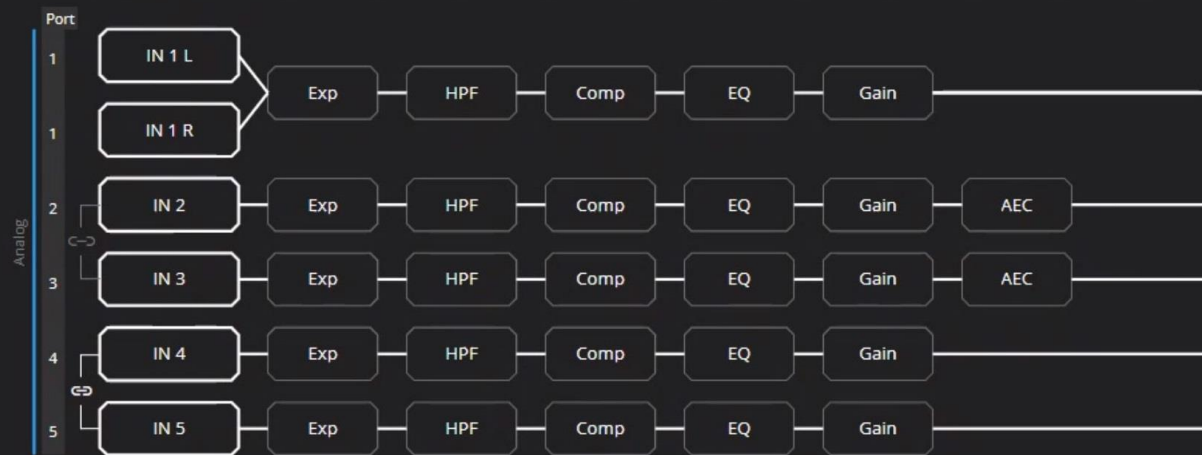 Port
1 IN 1 L
Exp HPF Comp EQ Gain
1 IN 1 R
2 IN 2 Exp HPF Comp EQ Gain AEC
Analog
3 IN 3 Exp HPF Comp EQ Gain AEC
4 IN 4 Exp HPF Comp EQ Gain
5 IN 5 Exp HPF Comp EQ Gain